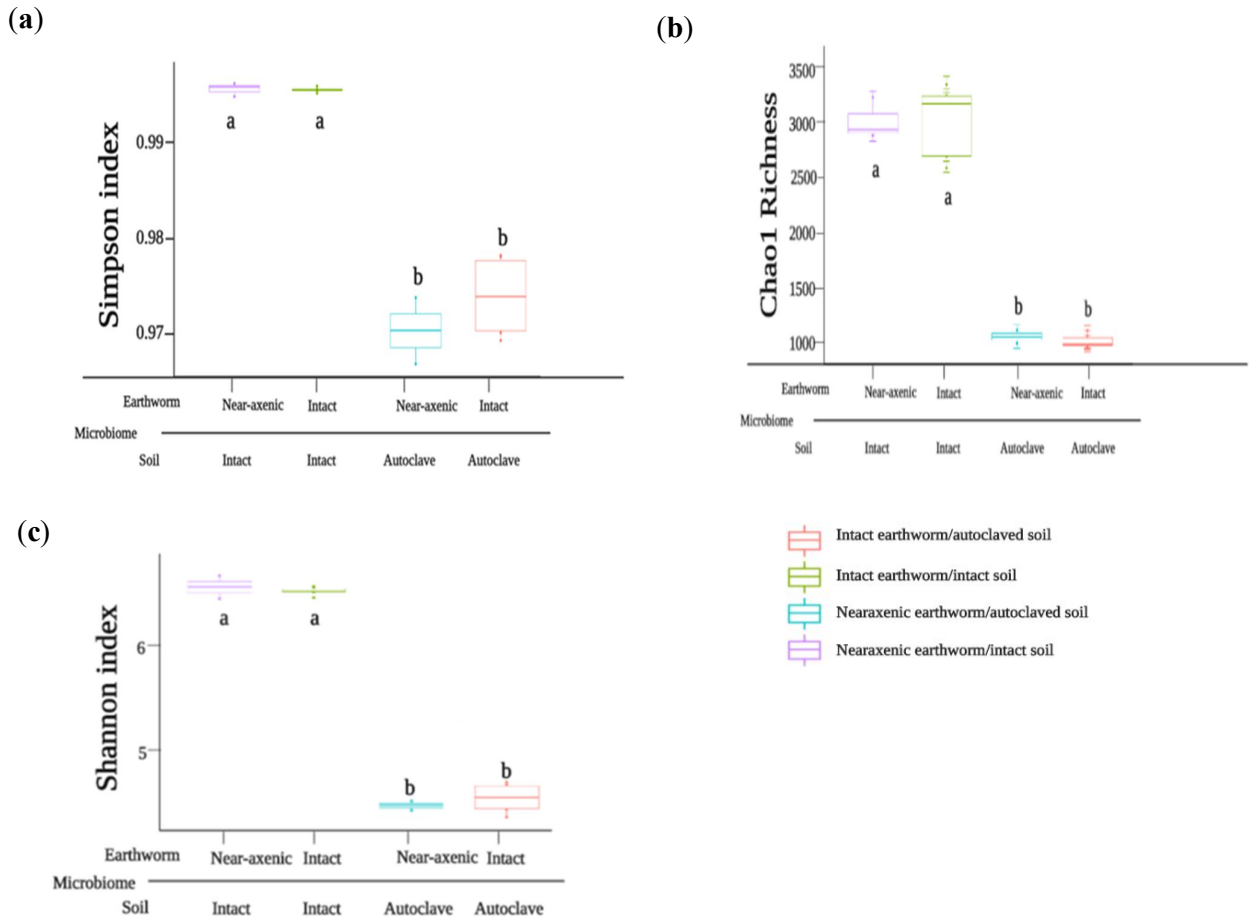 (a)
Simpson index
0.99
0.98
0.97
a
a
b
b
Earthworm Near-axenic Intact Near-axenic Intact
Microbiome
Soil Intact Intact Autoclave Autoclave
(b)
Chao1 Richness
3500
3000
2500
2000
1500
1000
a
a
b
b
Earthworm Near-axenic Intact Near-axenic Intact
Microbiome
Soil Intact Intact Autoclave Autoclave
(c)
Shannon index
6
5
a
a
b
b
Earthworm Near-axenic Intact Near-axenic Intact
Microbiome
Soil Intact Intact Autoclave Autoclave
Intact earthworm/autoclaved soil
Intact earthworm/intact soil
Nearaxenic earthworm/autoclaved soil
Nearaxenic earthworm/intact soil